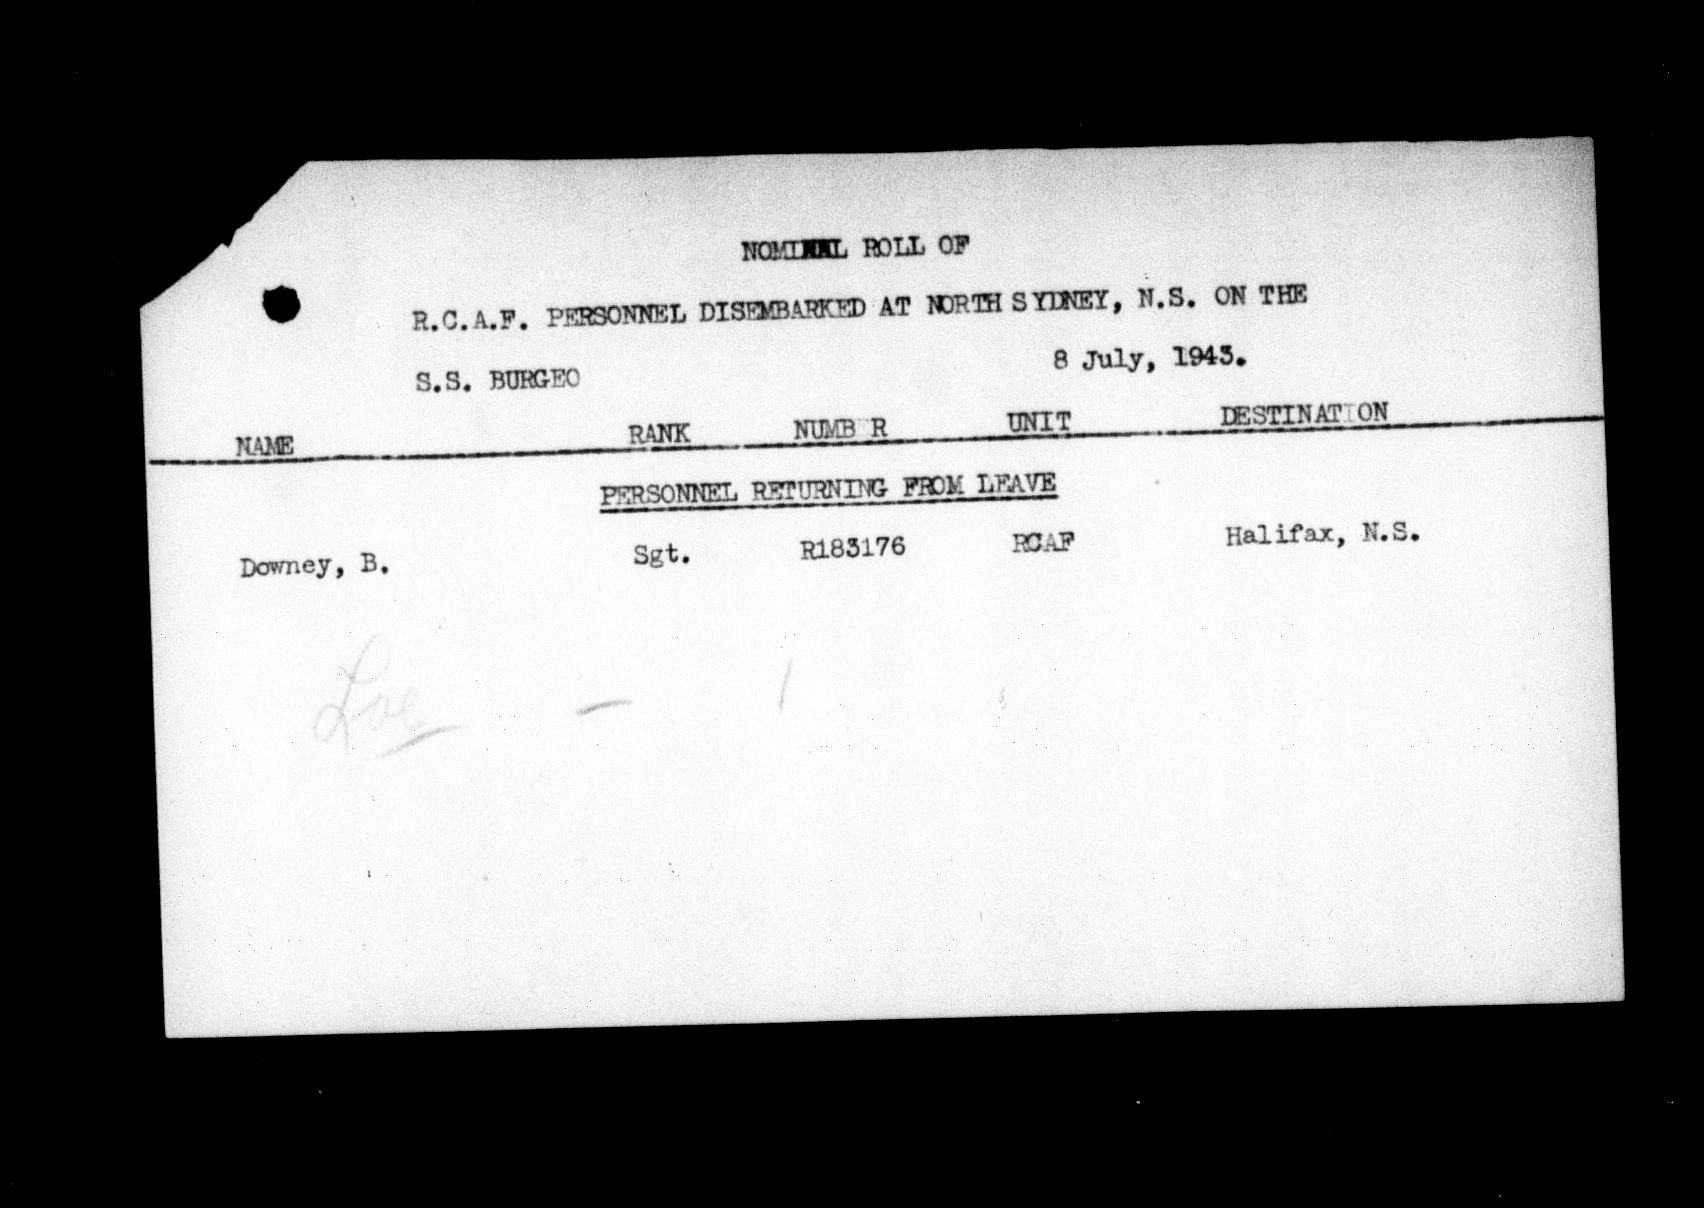 NOMINAL ROLL OF
R.C.A.F. PERSONNEL DISEMBARKED AT NORTH SYDNEY, N.S. ON THE
S.S. BURGEO 8 July, 1943.
NAME RANK NUMB R UNIT DESTINATION
PERSONNEL RETURNING FROM LEAVE
Downey, B. Sgt. R183176 RCAF Halifax, N.S.